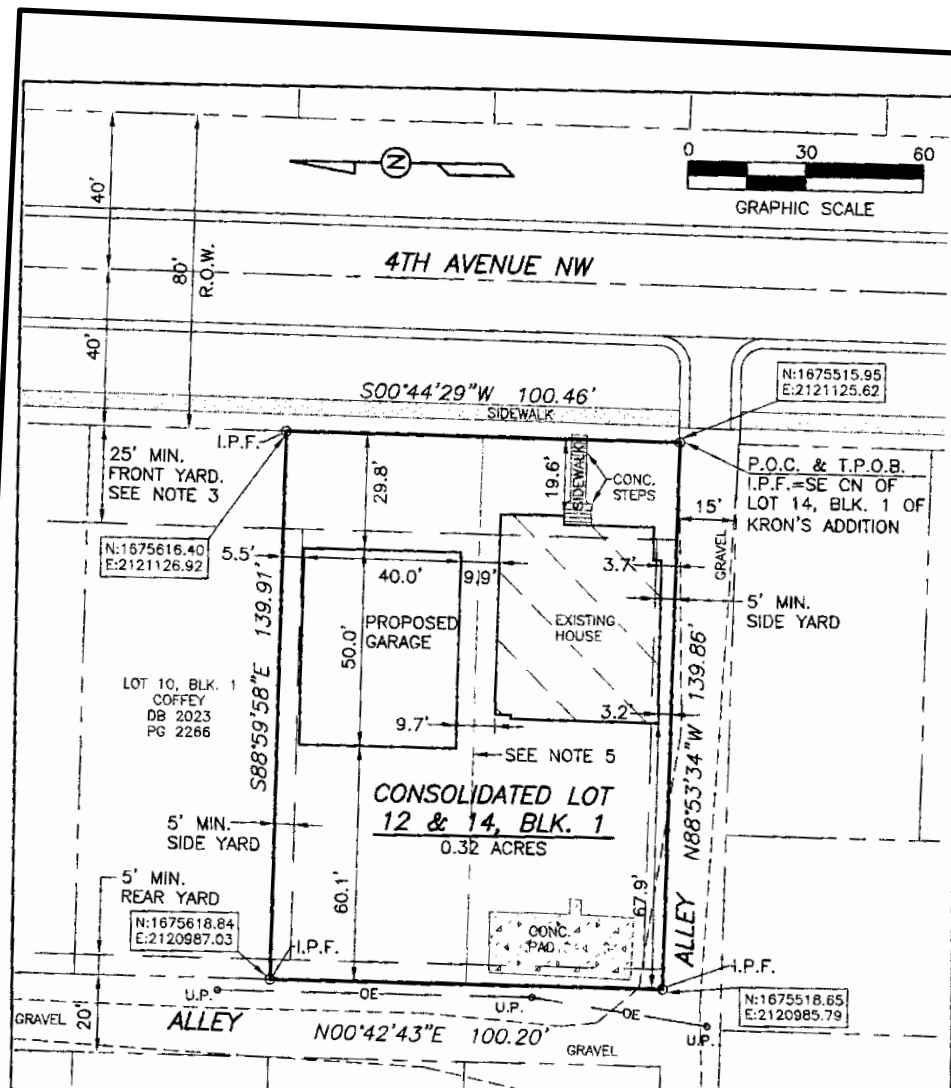 0 30 60
GRAPHIC SCALE
N
40'
80'
R.O.W.
40'
4TH AVENUE NW
S00°44'29"W 100.46'
SIDEWALK
N:1675515.95
E:2121125.62
I.P.F.
25' MIN.
FRONT YARD.
SEE NOTE 3
29.8'
19.6'
SIDEWALK
CONC.
STEPS
P.O.C. & T.P.O.B.
I.P.F.=SE CN OF
LOT 14, BLK. 1 OF
KRON'S ADDITION
15'
GRAVEL
N:1675616.40
E:2121126.92
5.5'
40.0'
9.9'
3.7'
5' MIN.
SIDE YARD
PROPOSED
GARAGE
EXISTING
HOUSE
50.0'
S88°59'58"E 139.91'
N88°53'34"W 139.86'
LOT 10, BLK. 1
COFFEY
DB 2023
PG 2266
9.7'
3.2'
SEE NOTE 5
CONSOLIDATED LOT
12 & 14, BLK. 1
0.32 ACRES
5' MIN.
SIDE YARD
5' MIN.
REAR YARD
60.1'
67.9'
N:1675618.84
E:2120987.03
I.P.F.
CONC.
PAD
ALLEY
I.P.F.
N:1675518.65
E:2120985.79
U.P.
OE
U.P.
OE
U.P.
GRAVEL
20'
ALLEY
N00°42'43"E 100.20'
GRAVEL